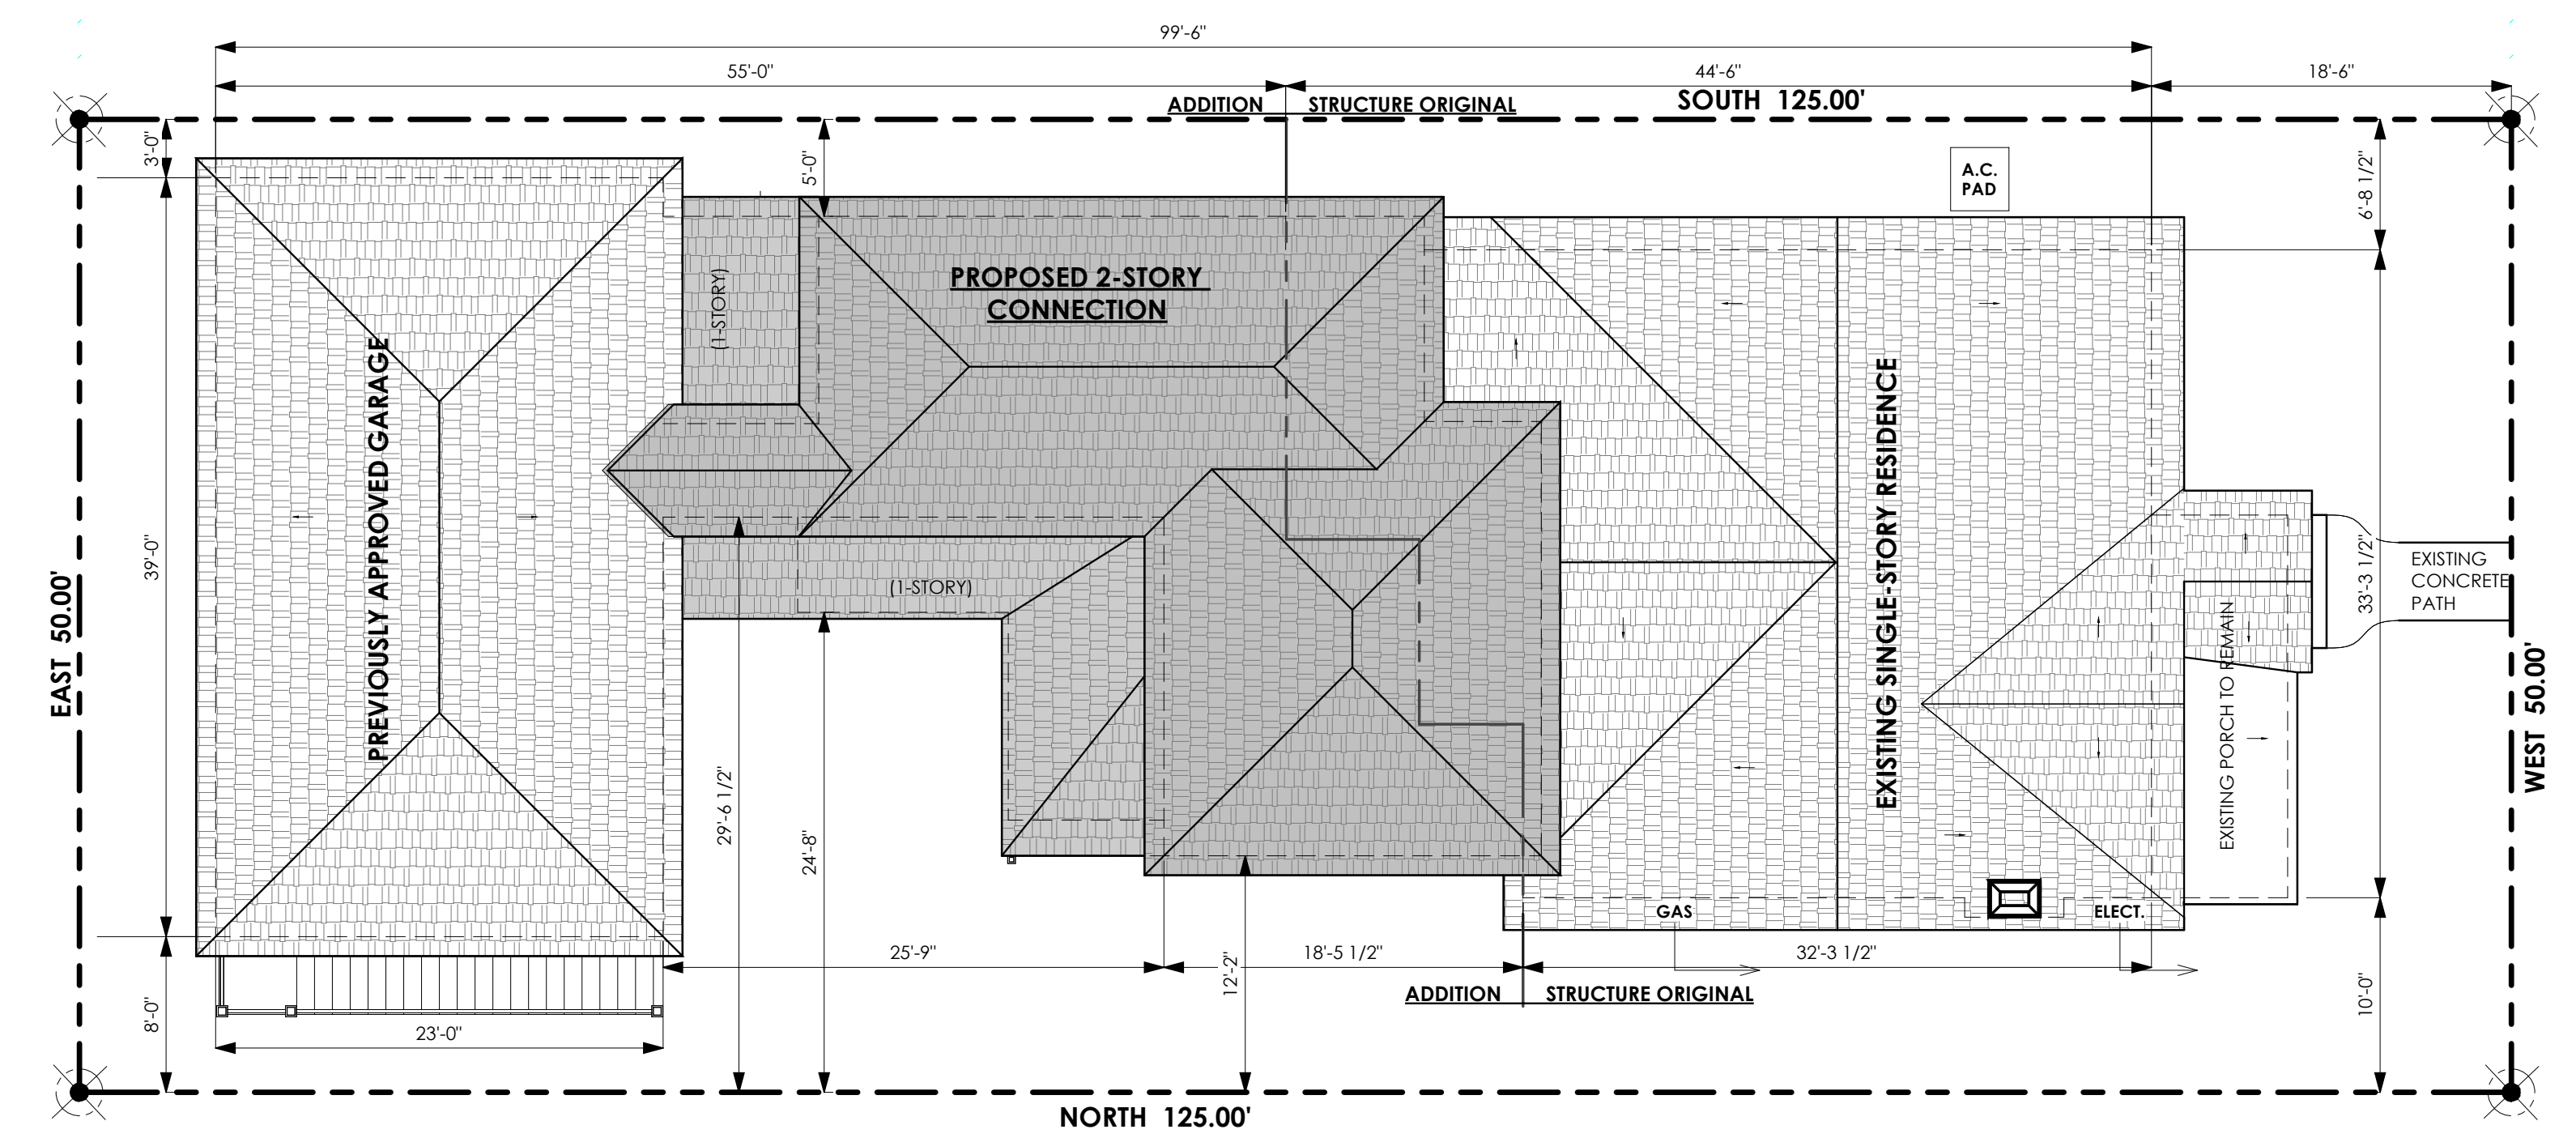 99'-6"
55'-0"
44'-6"
18'-6"
ADDITION
STRUCTURE ORIGINAL
SOUTH 125.00'
3'-0"
5'-0"
6'-8 1/2"
A.C.
PAD
(1-STORY)
PROPOSED 2-STORY
CONNECTION
PREVIOUSLY APPROVED GARAGE
EXISTING SINGLE-STORY RESIDENCE
39'-0"
EAST 50.00'
(1-STORY)
33'-3 1/2"
EXISTING
CONCRETE
PATH
EXISTING PORCH TO REMAIN
WEST 50.00'
29'-6 1/2"
24'-8"
GAS
ELECT.
25'-9"
18'-5 1/2"
32'-3 1/2"
12'-2"
ADDITION
STRUCTURE ORIGINAL
8'-0"
10'-0"
23'-0"
NORTH 125.00'